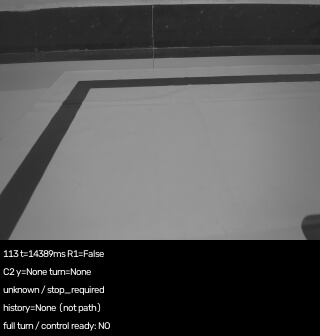 113 t=14389ms R1=False
C2 y=None turn=None
unknown / stop_required
history=None (not path)
full turn / control ready: NO